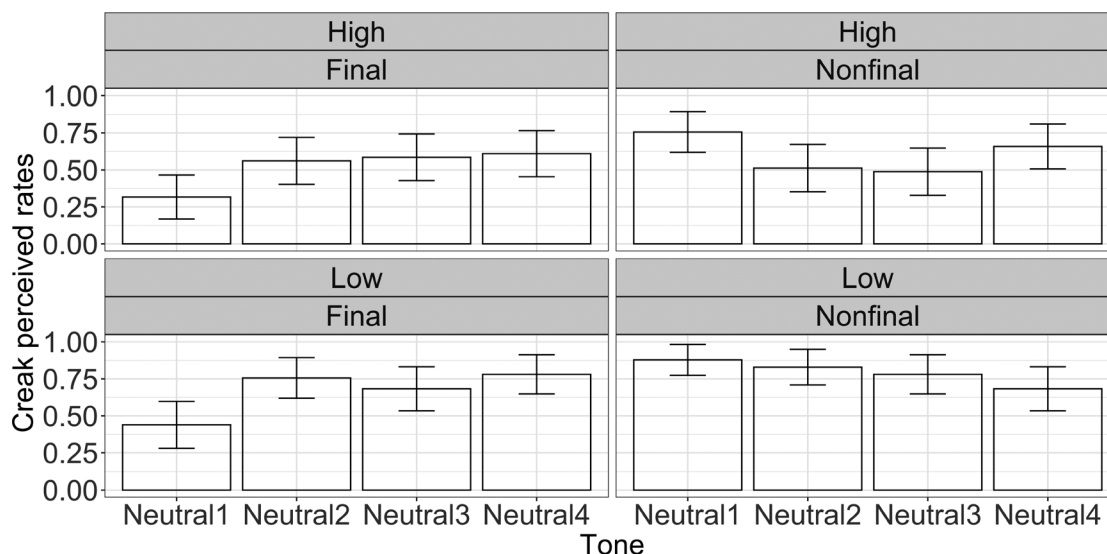 High
High
Final
Nonfinal
1.00
0.75
0.50
0.25
0.00
Low
Low
Final
Nonfinal
1.00
0.75
0.50
0.25
0.00
Creak perceived rates
Neutral1 Neutral2 Neutral3 Neutral4
Neutral1 Neutral2 Neutral3 Neutral4
Tone